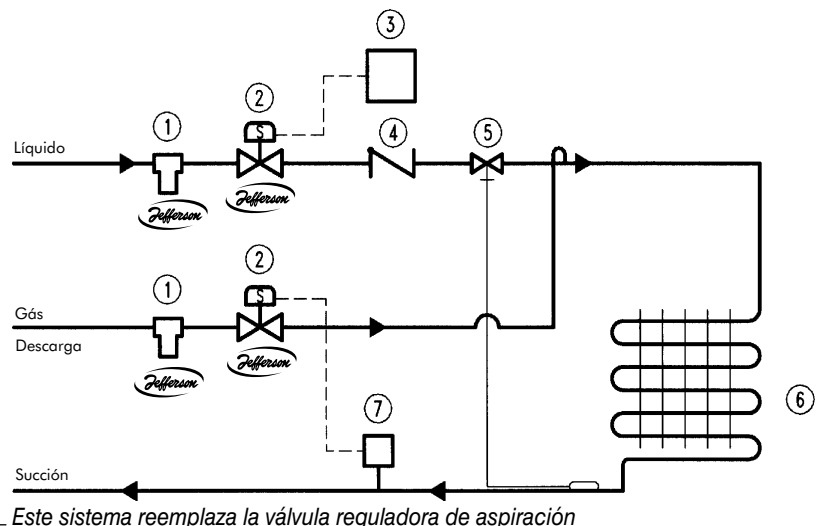 3
2
S
1
4
5
Líquido
Jefferson
Jefferson
2
1
S
Gás
Descarga
Jefferson
Jefferson
7
6
Succión
Este sistema reemplaza la válvula reguladora de aspiración